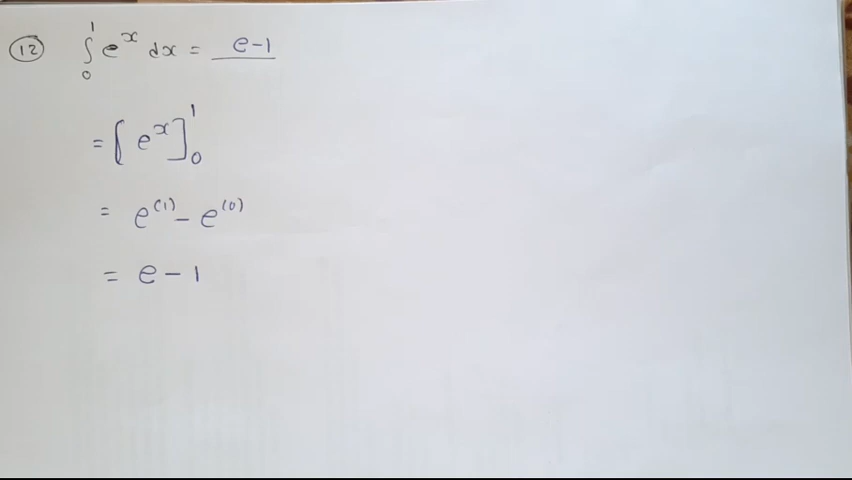 (12) ∫₀¹ eˣ dx = e-1
= [eˣ]₀¹
= e⁽¹⁾ - e⁽⁰⁾
= e - 1